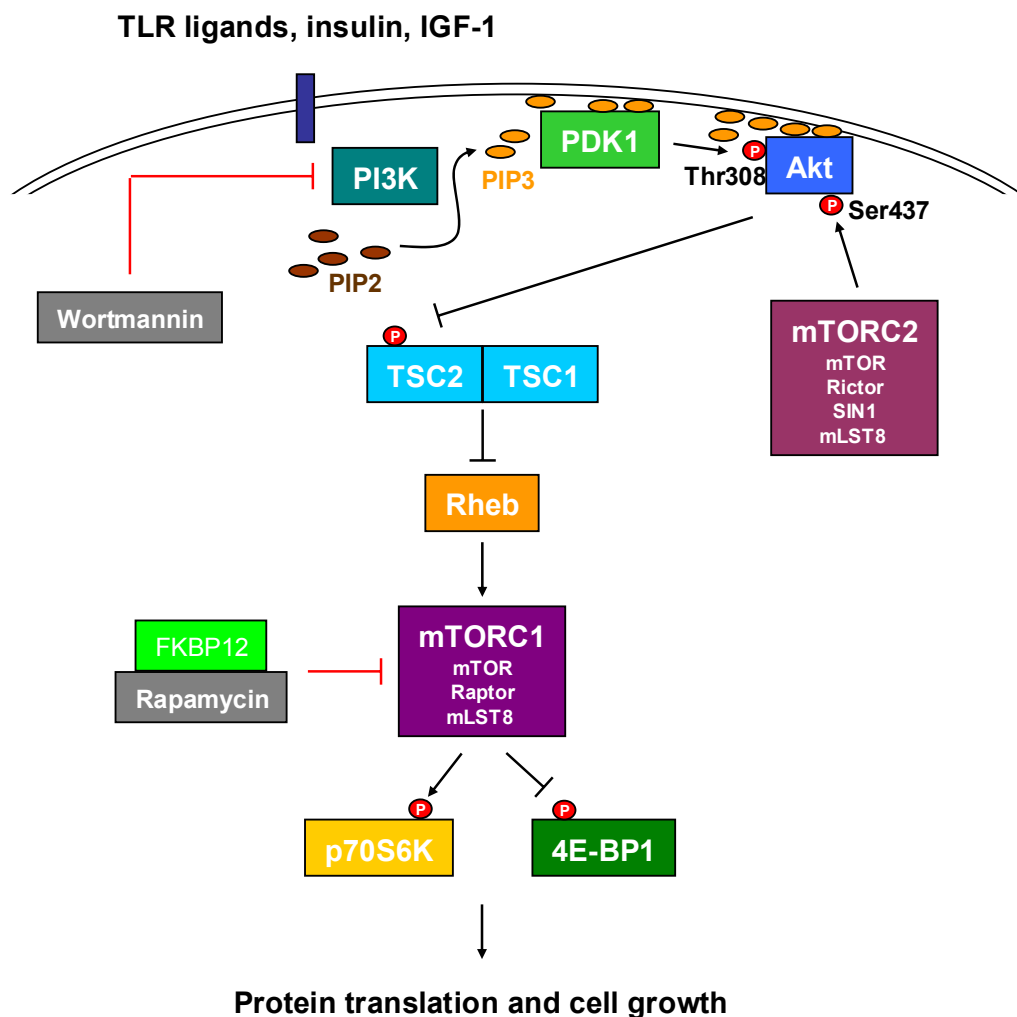 TLR ligands, insulin, IGF-1
PI3K
PIP3
PDK1
P
Thr308
Akt
P
Ser437
PIP2
Wortmannin
P
TSC2
TSC1
mTORC2
mTOR
Rictor
SIN1
mLST8
Rheb
FKBP12
Rapamycin
mTORC1
mTOR
Raptor
mLST8
P
p70S6K
P
4E-BP1
Protein translation and cell growth